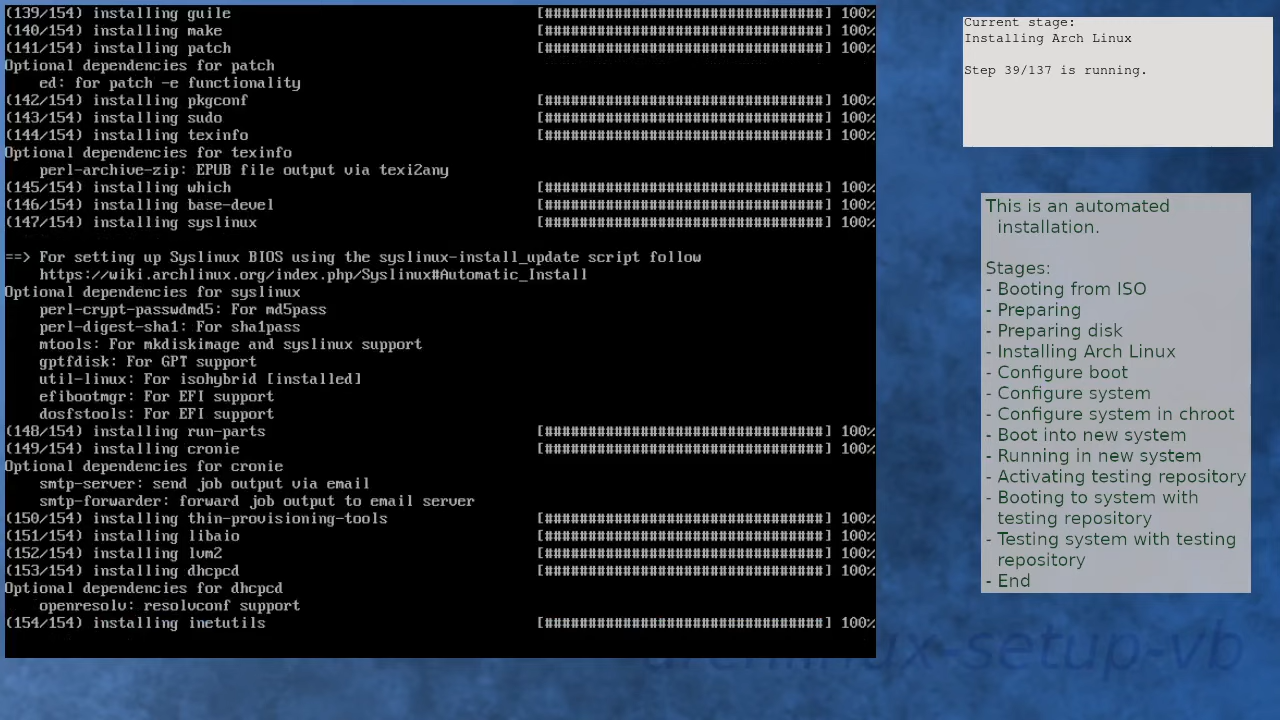 (139/154) installing guile [################################] 100%
(140/154) installing make [################################] 100%
(141/154) installing patch [################################] 100%
Optional dependencies for patch
ed: for patch -e functionality
(142/154) installing pkgconf [################################] 100%
(143/154) installing sudo [################################] 100%
(144/154) installing texinfo [################################] 100%
Optional dependencies for texinfo
perl-archive-zip: EPUB file output via texi2any
(145/154) installing which [################################] 100%
(146/154) installing base-devel [################################] 100%
(147/154) installing syslinux [################################] 100%
==> For setting up Syslinux BIOS using the syslinux-install_update script follow
https://wiki.archlinux.org/index.php/Syslinux#Automatic_Install
Optional dependencies for syslinux
perl-crypt-passwdmd5: For md5pass
perl-digest-sha1: For sha1pass
mtools: For mkdiskimage and syslinux support
gptfdisk: For GPT support
util-linux: For isohybrid [installed]
efibootmgr: For EFI support
dosfstools: For EFI support
(148/154) installing run-parts [################################] 100%
(149/154) installing cronie [################################] 100%
Optional dependencies for cronie
smtp-server: send job output via email
smtp-forwarder: forward job output to email server
(150/154) installing thin-provisioning-tools [################################] 100%
(151/154) installing libaio [################################] 100%
(152/154) installing lvm2 [################################] 100%
(153/154) installing dhcpcd [################################] 100%
Optional dependencies for dhcpcd
openresolv: resolvconf support
(154/154) installing inetutils [################################] 100%
Current stage:
Installing Arch Linux
Step 39/137 is running.
This is an automated
installation.
Stages:
- Booting from ISO
- Preparing
- Preparing disk
- Installing Arch Linux
- Configure boot
- Configure system
- Configure system in chroot
- Boot into new system
- Running in new system
- Activating testing repository
- Booting to system with
testing repository
- Testing system with testing
repository
- End
archlinux-setup-vb